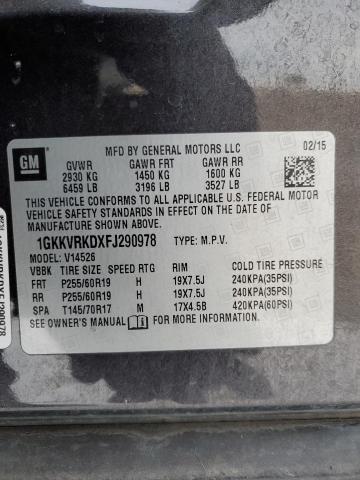 MFD BY GENERAL MOTORS LLC 02/15
GM
GVWR GAWR FRT GAWR RR
2930 KG 1450 KG 1600 KG
6459 LB 3196 LB 3527 LB
THIS VEHICLE CONFORMS TO ALL APPLICABLE U.S. FEDERAL MOTOR
VEHICLE SAFETY, BUMPER, AND THEFT PREVENTION STANDARDS
IN EFFECT ON THE DATE OF
MANUFACTURE SHOWN ABOVE.
1GKKVRKDXFJ290978 TYPE: M.P.V.
MODEL: V14526
VBBK TIRE SIZE SPEED RTG RIM COLD TIRE PRESSURE
FRT P255/60R19 H 19X7.5J 240KPA(35PSI)
RR P255/60R19 H 19X7.5J 240KPA(35PSI)
SPA T145/70R17 M 17X4.5B 420KPA(60PSI)
SEE OWNER'S MANUAL FOR MORE INFORMATION.